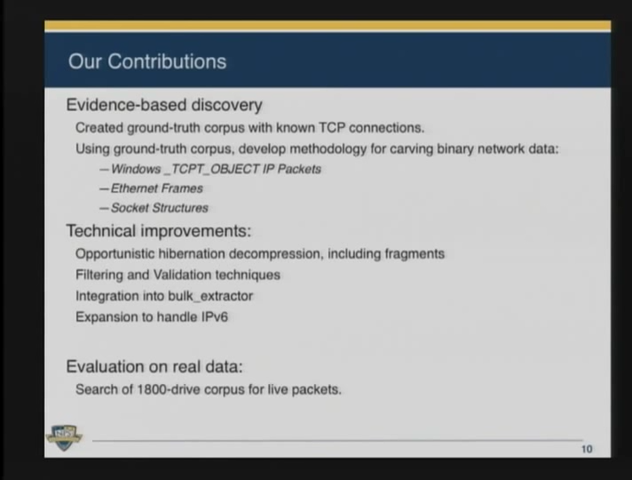 Our Contributions
Evidence-based discovery
Created ground-truth corpus with known TCP connections.
Using ground-truth corpus, develop methodology for carving binary network data:
—Windows _TCPT_OBJECT IP Packets
—Ethernet Frames
—Socket Structures
Technical improvements:
Opportunistic hibernation decompression, including fragments
Filtering and Validation techniques
Integration into bulk_extractor
Expansion to handle IPv6
Evaluation on real data:
Search of 1800-drive corpus for live packets.
10